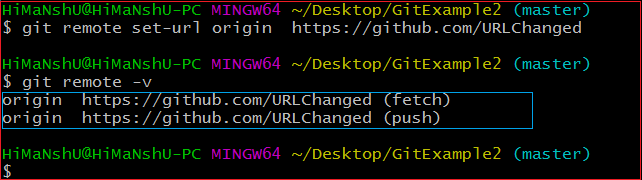 HiMaNshU@HiMaNshU-PC MINGW64 ~/Desktop/GitExample2 (master)
$ git remote set-url origin  https://github.com/URLChanged
HiMaNshU@HiMaNshU-PC MINGW64 ~/Desktop/GitExample2 (master)
$ git remote -v
origin  https://github.com/URLChanged (fetch)
origin  https://github.com/URLChanged (push)
HiMaNshU@HiMaNshU-PC MINGW64 ~/Desktop/GitExample2 (master)
$